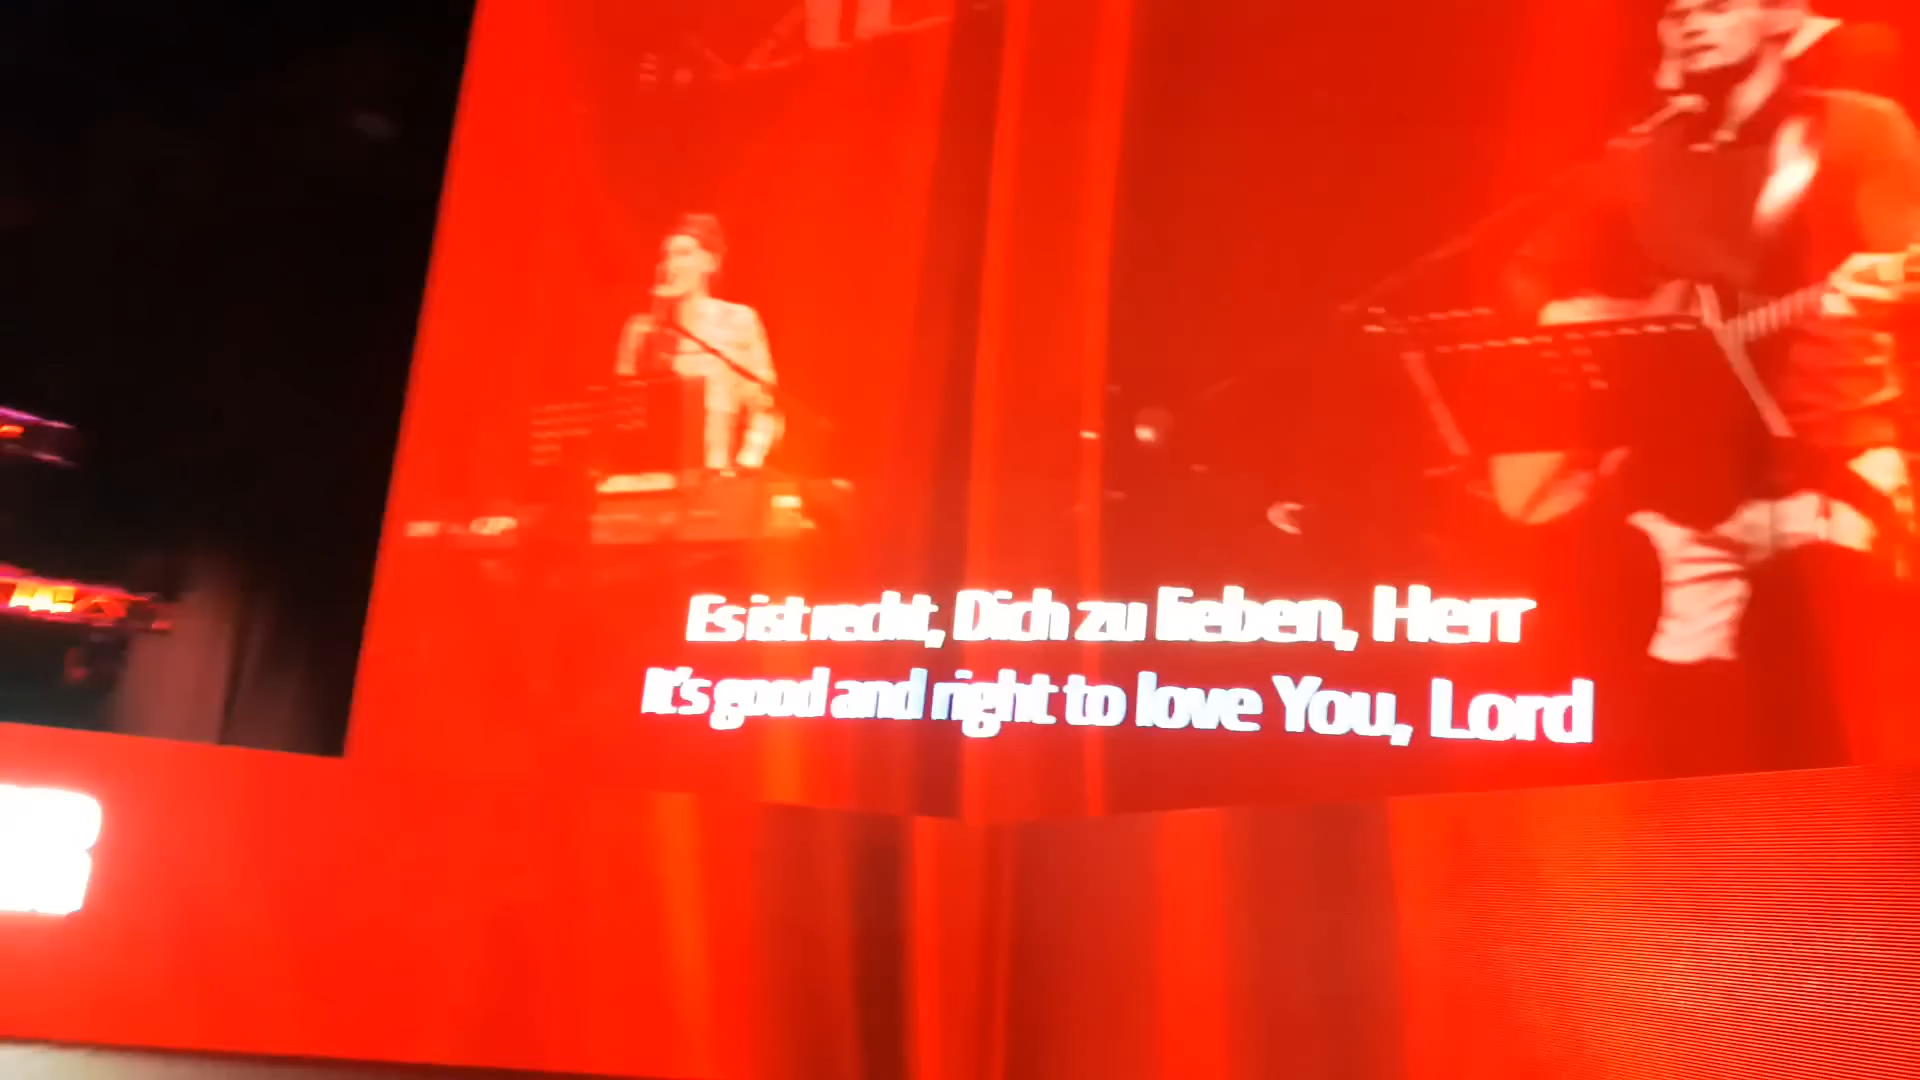 Es ist recht, Dich zu lieben, Herr
It's good and right to love You, Lord